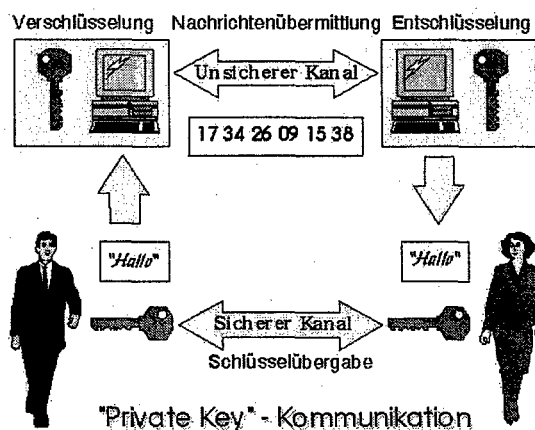 Verschlüsselung Nachrichtenübermittlung Entschlüsselung
Unsicherer Kanal
17 34 26 09 15 38
"Hallo" "Hallo"
Sicherer Kanal
Schlüsselübergabe
"Private Key" - Kommunikation